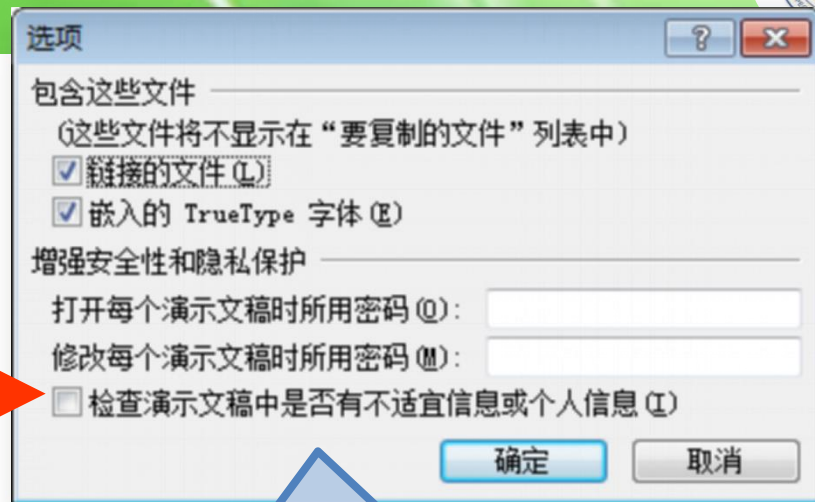 选项
包含这些文件
(这些文件将不显示在“要复制的文件”列表中)
链接的文件(L)
嵌入的 TrueType 字体(E)
增强安全性和隐私保护
打开每个演示文稿时所用密码(O):
修改每个演示文稿时所用密码(M):
检查演示文稿中是否有不适宜信息或个人信息(I)
确定 取消